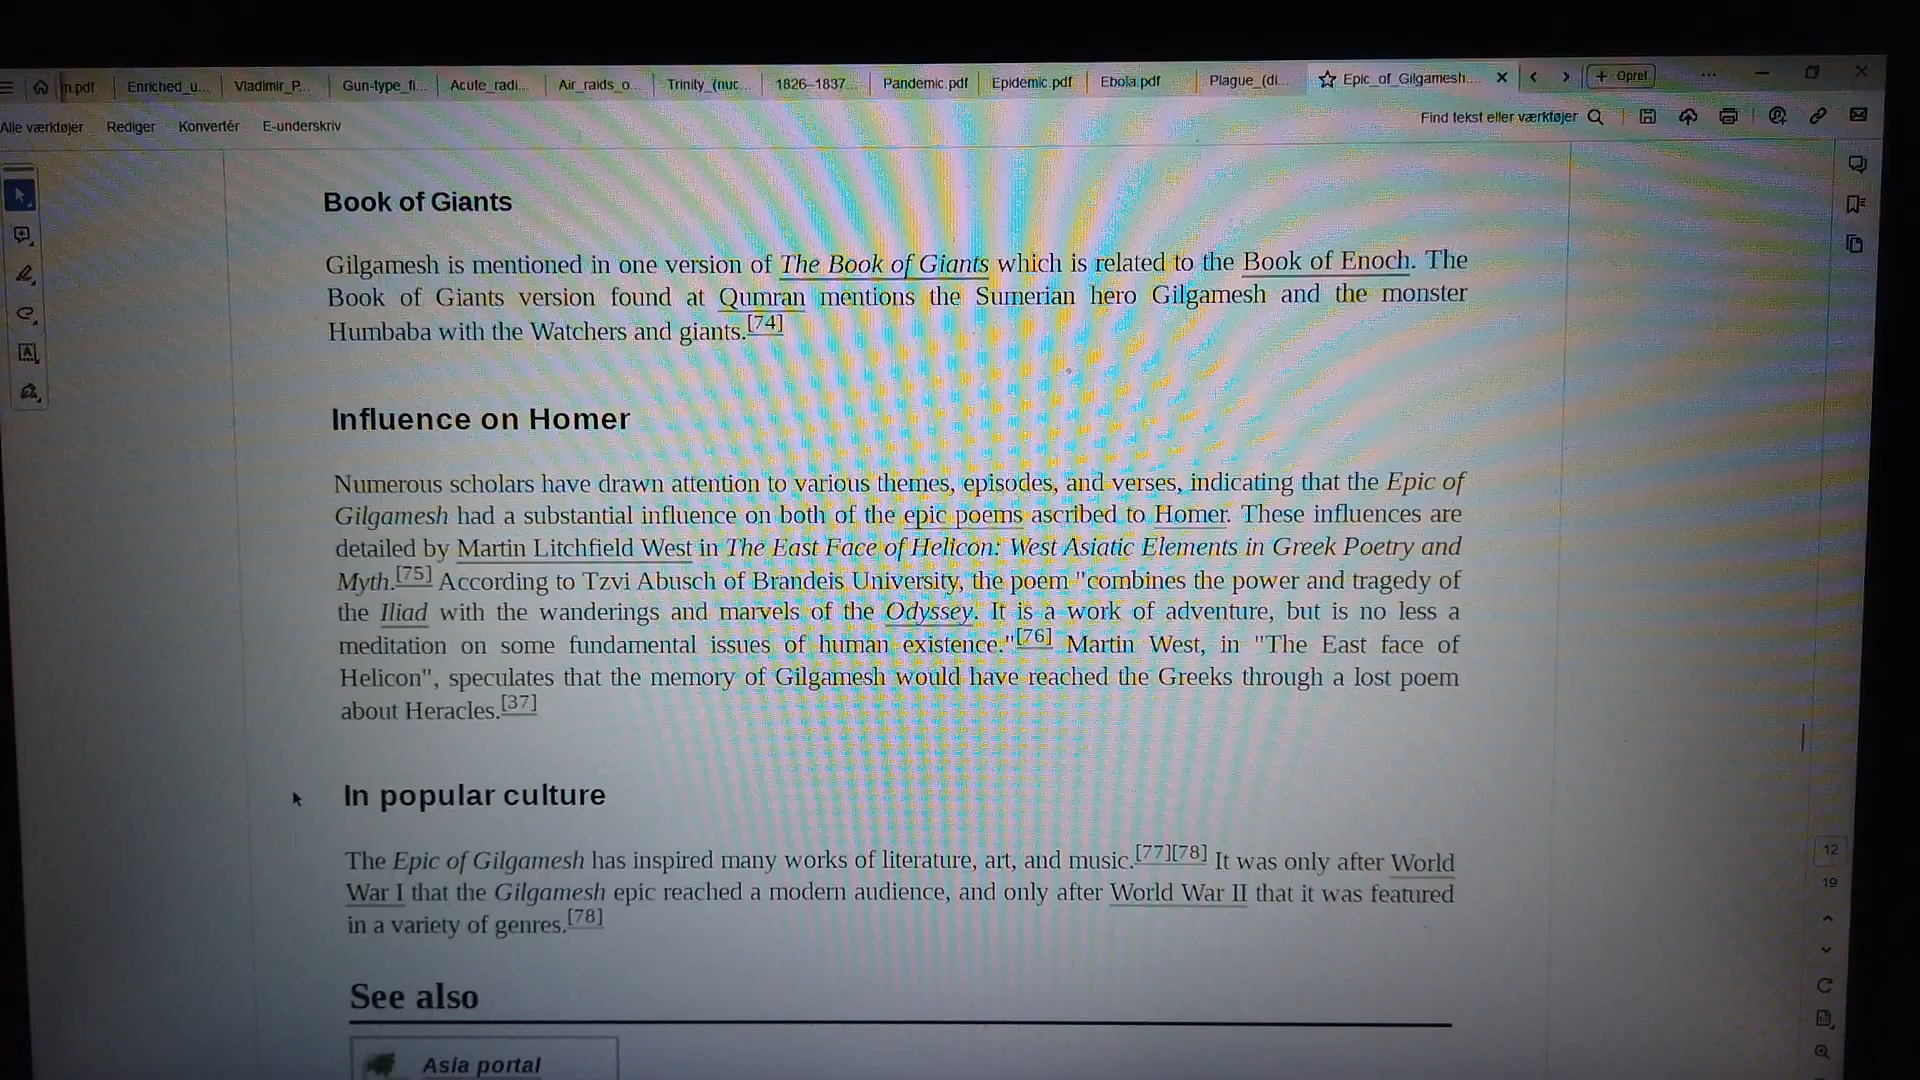 n.pdf
Enriched_u...
Vladimir_P...
Gun-type_fi...
Acute_radi...
Air_raids_o...
Trinity_(nuc...
1826–1837...
Pandemic.pdf
Epidemic.pdf
Ebola.pdf
Plague_(di...
Epic_of_Gilgamesh....
+ Opret
Alle værktøjer
Rediger
Konvertér
E-underskriv
Find tekst eller værktøjer
Book of Giants
Gilgamesh is mentioned in one version of The Book of Giants which is related to the Book of Enoch. The
Book of Giants version found at Qumran mentions the Sumerian hero Gilgamesh and the monster
Humbaba with the Watchers and giants.[74]
Influence on Homer
Numerous scholars have drawn attention to various themes, episodes, and verses, indicating that the Epic of
Gilgamesh had a substantial influence on both of the epic poems ascribed to Homer. These influences are
detailed by Martin Litchfield West in The East Face of Helicon: West Asiatic Elements in Greek Poetry and
Myth.[75] According to Tzvi Abusch of Brandeis University, the poem "combines the power and tragedy of
the Iliad with the wanderings and marvels of the Odyssey. It is a work of adventure, but is no less a
meditation on some fundamental issues of human existence."[76] Martin West, in "The East face of
Helicon", speculates that the memory of Gilgamesh would have reached the Greeks through a lost poem
about Heracles.[37]
In popular culture
The Epic of Gilgamesh has inspired many works of literature, art, and music.[77][78] It was only after World
War I that the Gilgamesh epic reached a modern audience, and only after World War II that it was featured
in a variety of genres.[78]
See also
Asia portal
12
19